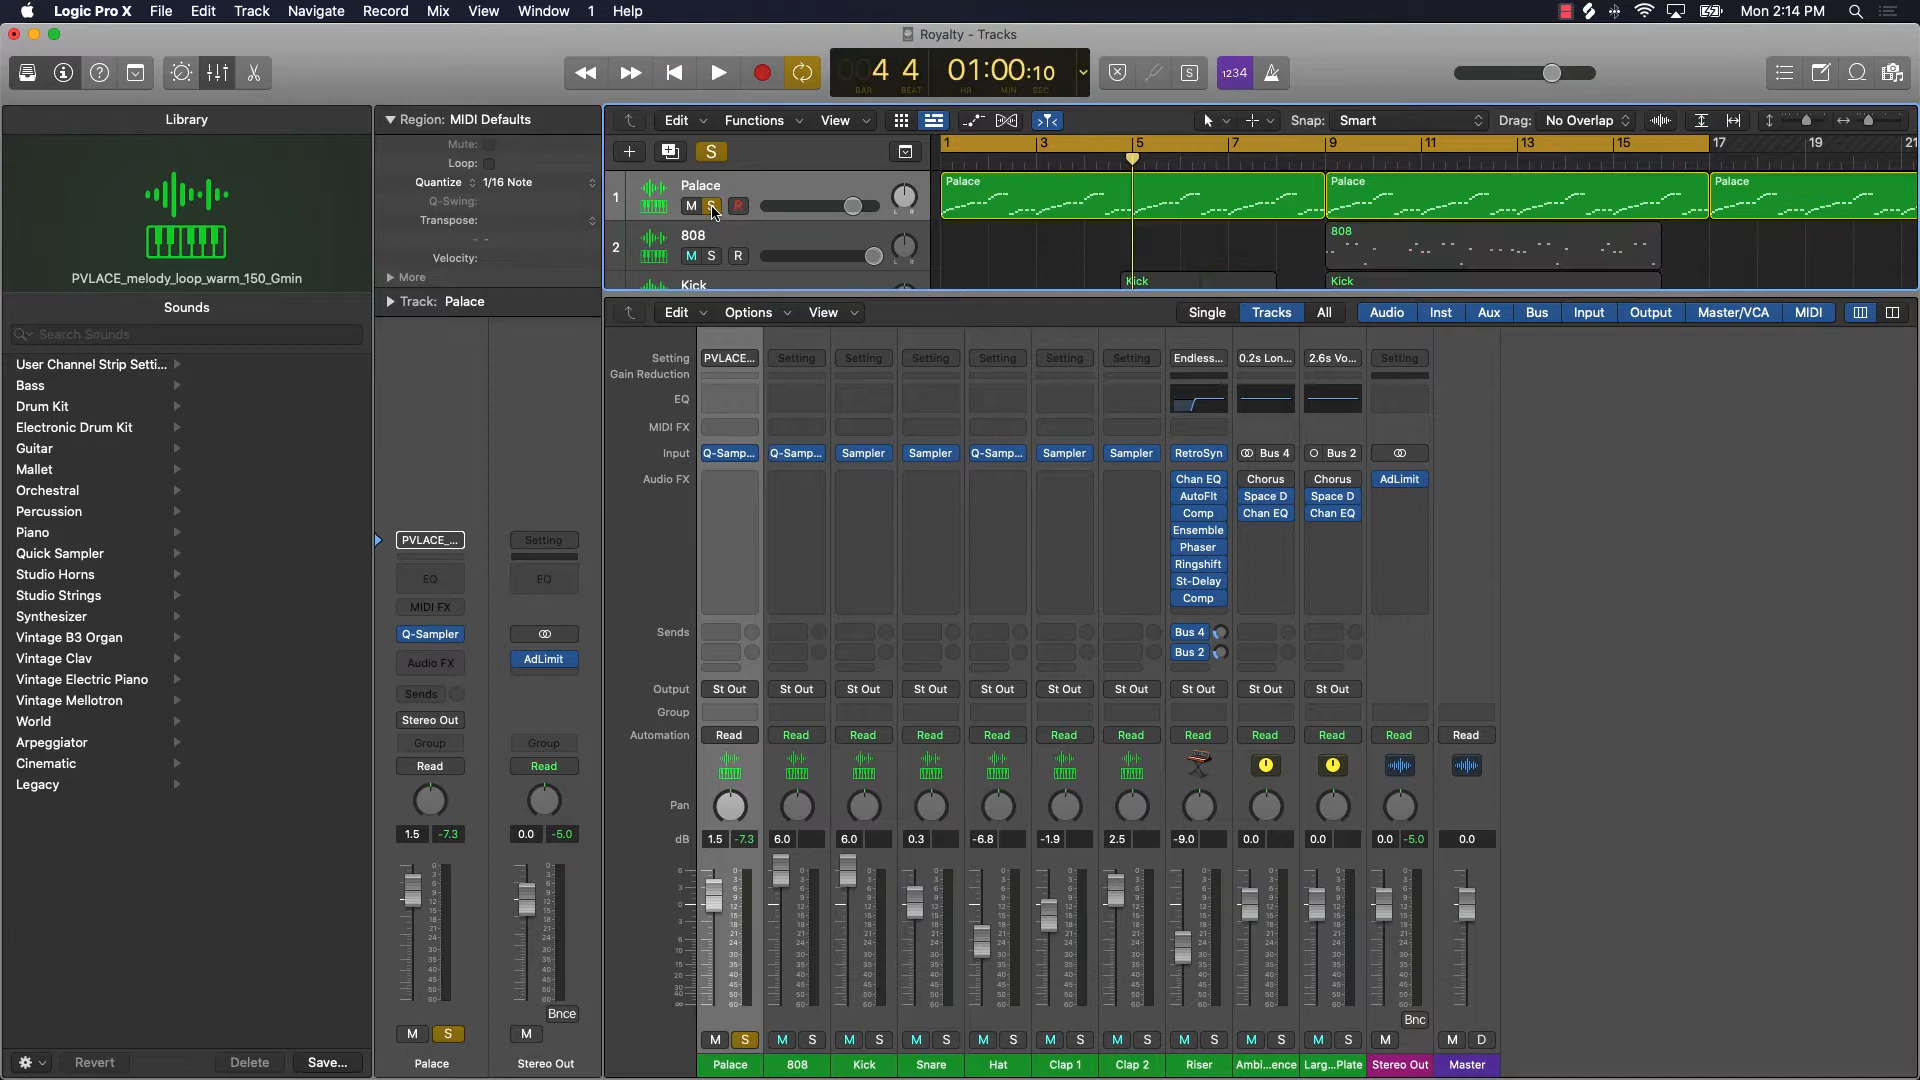 Logic Pro X File Edit Track Navigate Record Mix View Window 1 Help Mon 2:14 PM
Royalty - Tracks
4 4 01:00:10 1234
BAR BEAT HR MIN SEC
Library
Region: MIDI Defaults
Edit Functions View Snap: Smart Drag: No Overlap
Mute:
Loop:
Quantize 1/16 Note
Q-Swing:
Transpose:
Velocity:
More
Track: Palace
S 1 3 5 7 9 11 13 15 17 19 21
1 Palace Palace Palace Palace
M S R L R
2 808 808
M S R L R
Kick Kick Kick
PVLACE_melody_loop_warm_150_Gmin
Sounds
Search Sounds
User Channel Strip Setti...
Bass
Drum Kit
Electronic Drum Kit
Guitar
Mallet
Orchestral
Percussion
Piano
Quick Sampler
Studio Horns
Studio Strings
Synthesizer
Vintage B3 Organ
Vintage Clav
Vintage Electric Piano
Vintage Mellotron
World
Arpeggiator
Cinematic
Legacy
Revert Delete Save...
PVLACE_... Setting
EQ EQ
MIDI FX
Q-Sampler
Audio FX AdLimit
Sends
Stereo Out
Group Group
Read Read
1.5 -7.3 0.0 -5.0
Bnce
M S M
Palace Stereo Out
Edit Options View Single Tracks All Audio Inst Aux Bus Input Output Master/VCA MIDI
Setting PVLACE... Setting Setting Setting Setting Setting Setting Endless... 0.2s Lon... 2.6s Vo... Setting
Gain Reduction
EQ
MIDI FX
Input Q-Samp... Q-Samp... Sampler Sampler Q-Samp... Sampler Sampler RetroSyn Bus 4 Bus 2
Audio FX Chan EQ Chorus Chorus AdLimit
AutoFlt Space D Space D
Comp Chan EQ Chan EQ
Ensemble
Phaser
Ringshift
St-Delay
Comp
Sends Bus 4
Bus 2
Output St Out St Out St Out St Out St Out St Out St Out St Out St Out St Out
Group
Automation Read Read Read Read Read Read Read Read Read Read Read Read
Pan
dB 1.5 -7.3 6.0 6.0 0.3 -6.8 -1.9 2.5 -9.0 0.0 0.0 0.0 -5.0 0.0
Bnc
M S M S M S M S M S M S M S M S M S M S M M D
Palace 808 Kick Snare Hat Clap 1 Clap 2 Riser Ambi...ence Larg...Plate Stereo Out Master